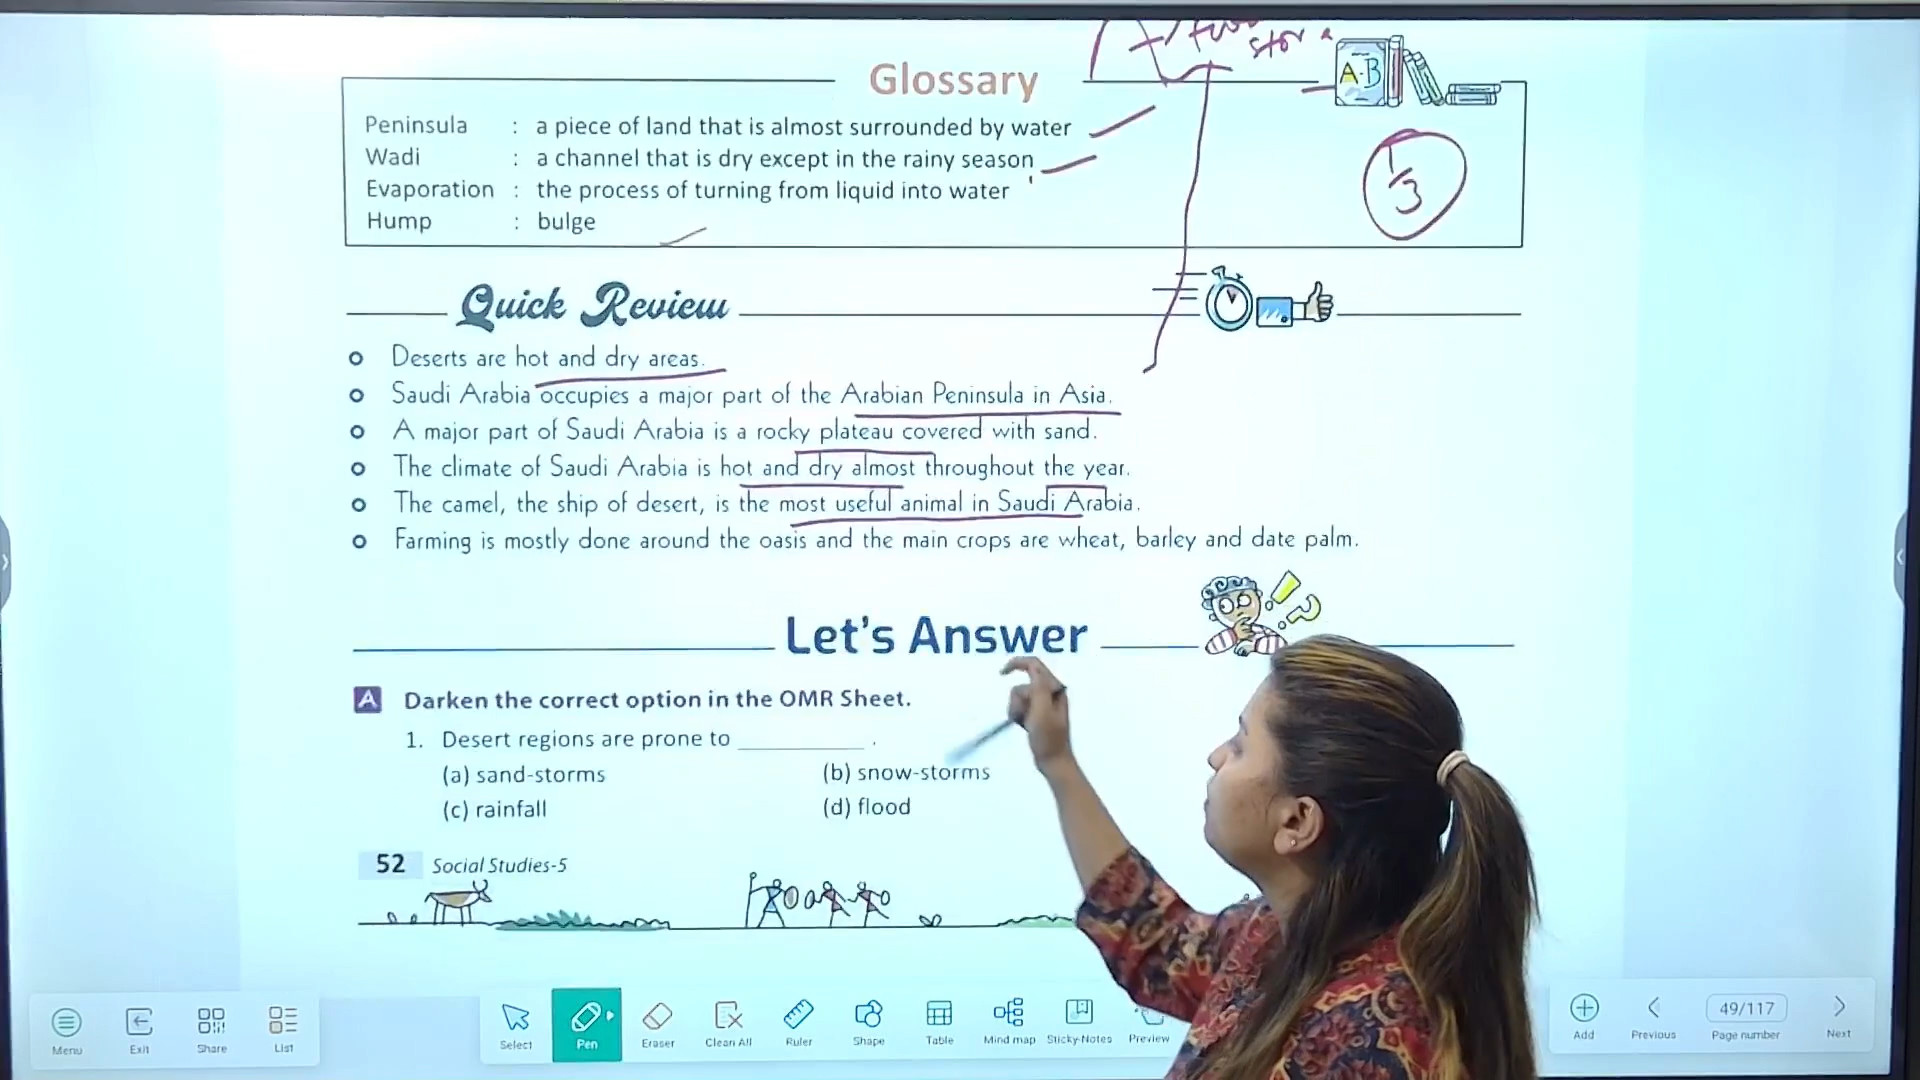 stor
Glossary
A-B
Peninsula : a piece of land that is almost surrounded by water
Wadi : a channel that is dry except in the rainy season
Evaporation : the process of turning from liquid into water
Hump : bulge
1/3
Quick Review
Deserts are hot and dry areas.
Saudi Arabia occupies a major part of the Arabian Peninsula in Asia.
A major part of Saudi Arabia is a rocky plateau covered with sand.
The climate of Saudi Arabia is hot and dry almost throughout the year.
The camel, the ship of desert, is the most useful animal in Saudi Arabia.
Farming is mostly done around the oasis and the main crops are wheat, barley and date palm.
Let's Answer
!?
A Darken the correct option in the OMR Sheet.
1. Desert regions are prone to __________ .
(a) sand-storms (b) snow-storms
(c) rainfall (d) flood
52 Social Studies-5
Menu Exit Share List Select Pen Eraser Clean All Ruler Shape Table Mind map Sticky-Notes Preview Add Previous 49/117 Page number Next